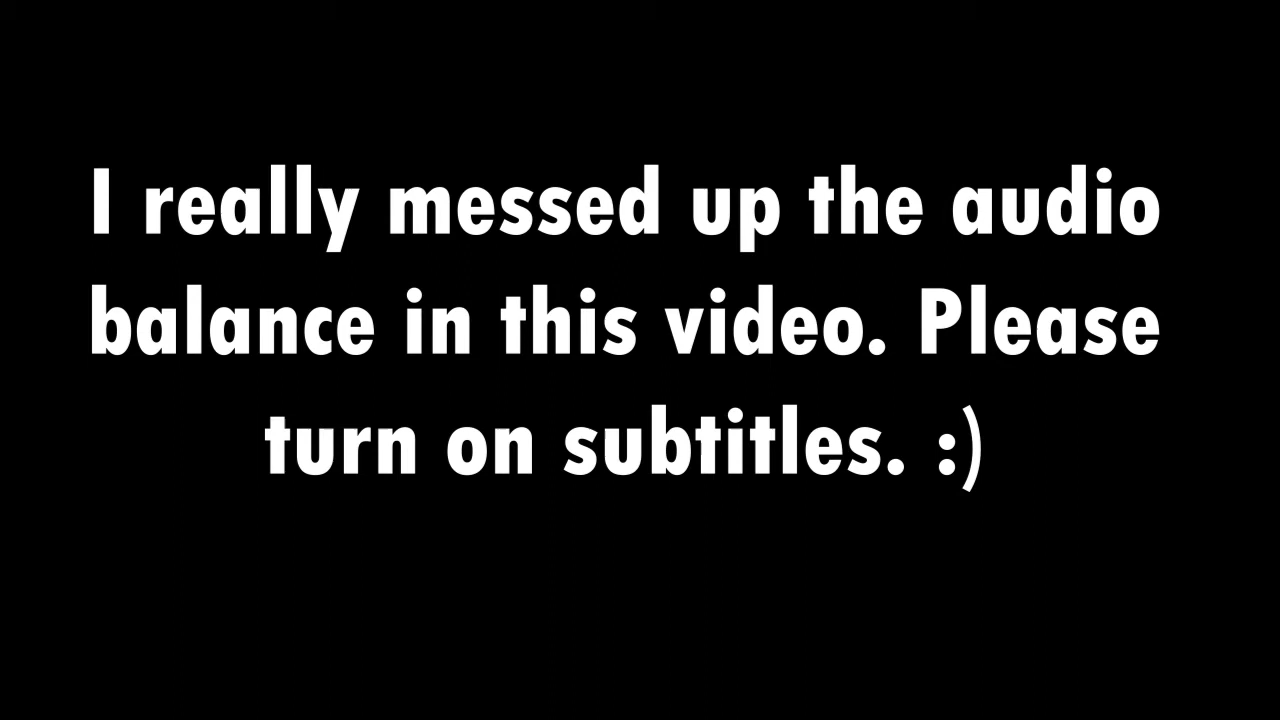 I really messed up the audio
balance in this video. Please
turn on subtitles. :)